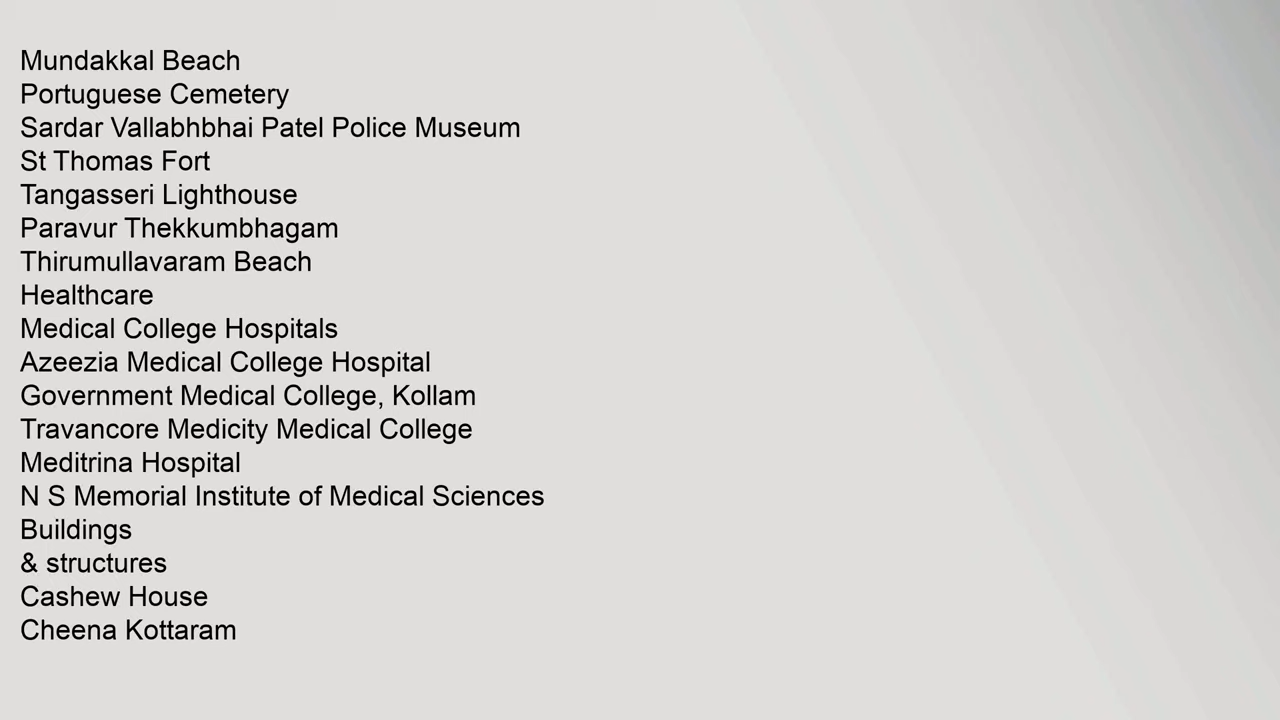 Mundakkal Beach
Portuguese Cemetery
Sardar Vallabhbhai Patel Police Museum
St Thomas Fort
Tangasseri Lighthouse
Paravur Thekkumbhagam
Thirumullavaram Beach
Healthcare
Medical College Hospitals
Azeezia Medical College Hospital
Government Medical College, Kollam
Travancore Medicity Medical College
Meditrina Hospital
N S Memorial Institute of Medical Sciences
Buildings
& structures
Cashew House
Cheena Kottaram